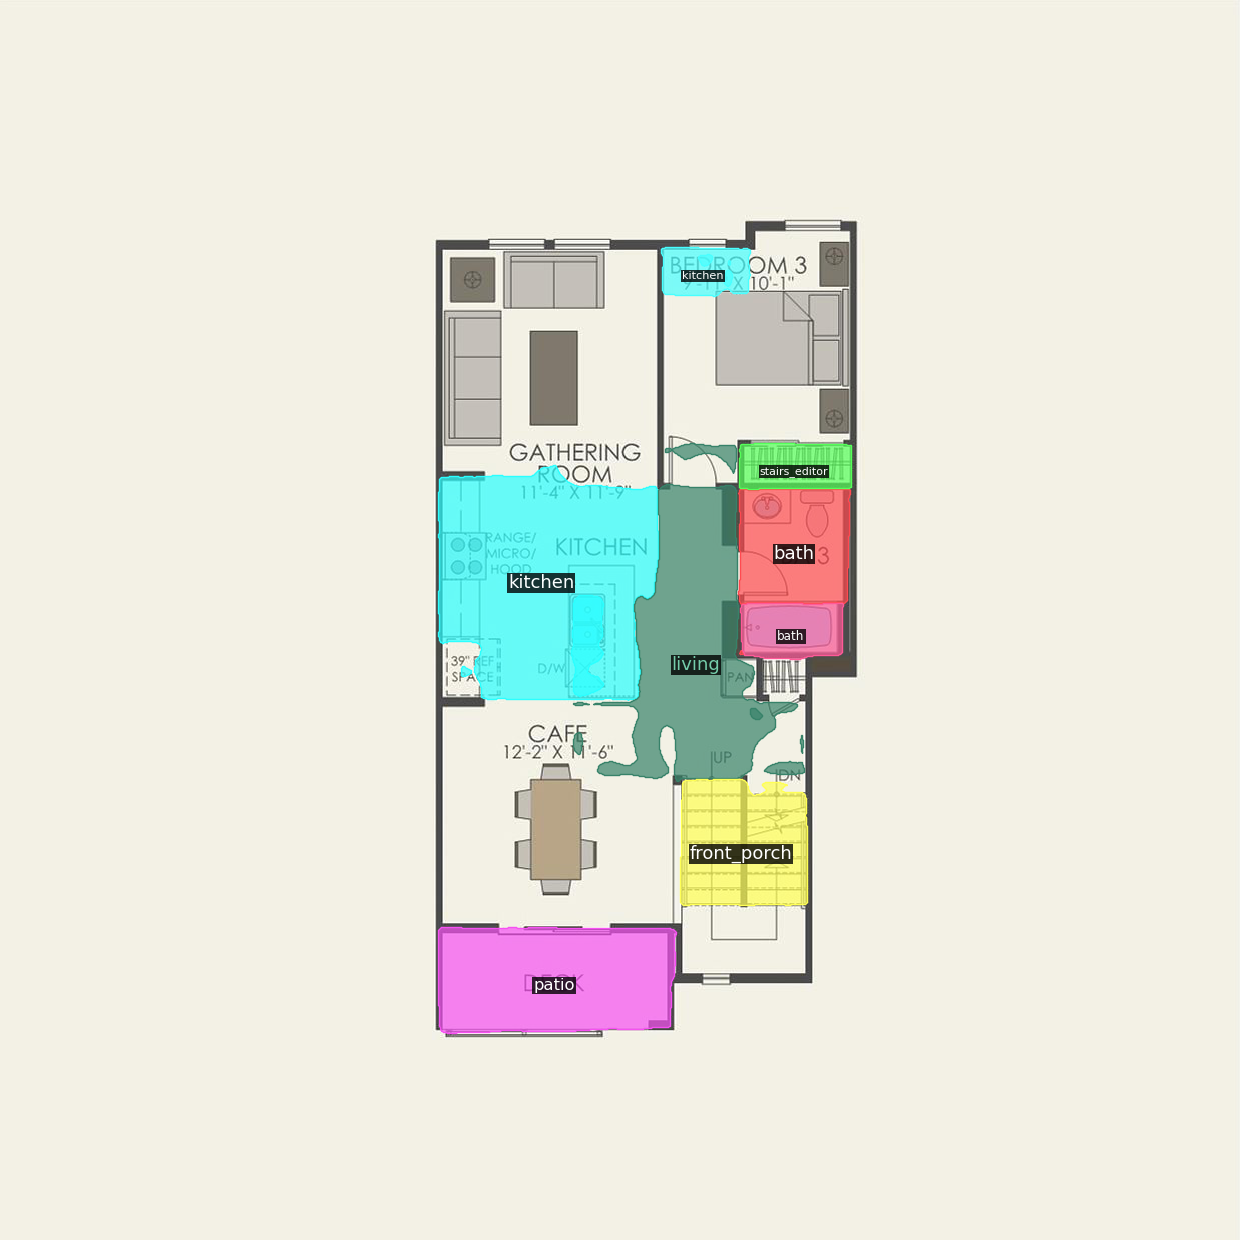 BEDROOM 3
kitchen
9'-11" X 10'-1"
GATHERING
ROOM
11'-4" X 11'-9"
stairs_editor
RANGE/
MICRO/
HOOD
KITCHEN
bath 3
kitchen
bath
living
39" REF
SPACE
D/W
PAN
CAFE
12'-2" X 11'-6"
UP
DN
front_porch
DECK
patio